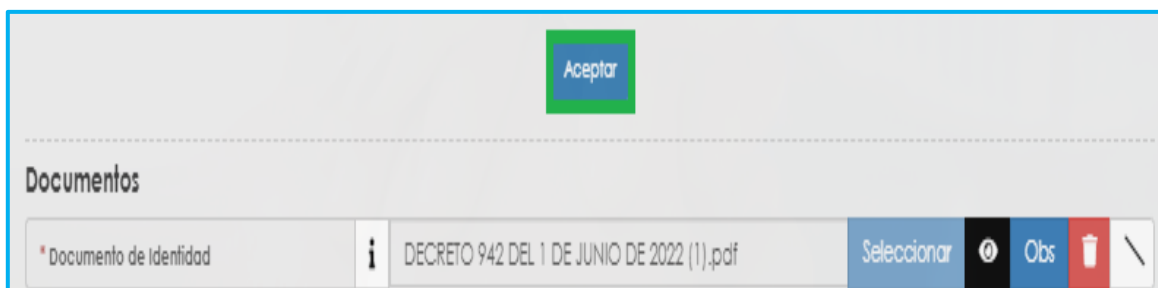 Aceptar
Documentos
* Documento de Identidad i DECRETO 942 DEL 1 DE JUNIO DE 2022 (1).pdf Seleccionar Obs